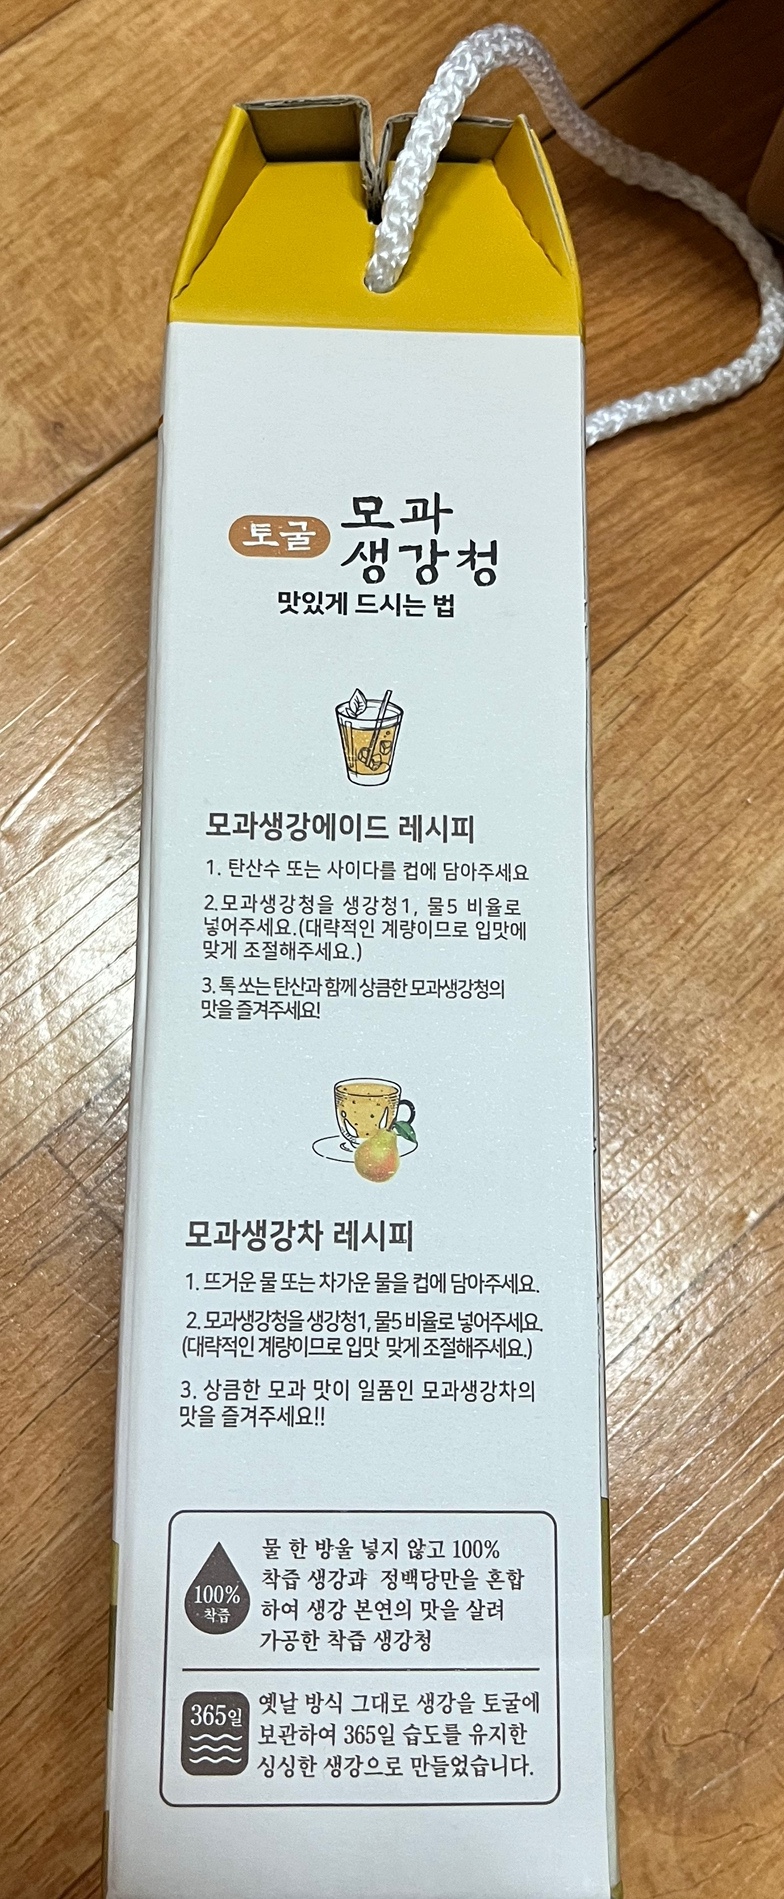 토굴 모과
생강청
맛있게 드시는 법
모과생강에이드 레시피
1. 탄산수 또는 사이다를 컵에 담아주세요
2.모과생강청을 생강청1, 물5 비율로
넣어주세요.(대략적인 계량이므로 입맛에
맞게 조절해주세요.)
3. 톡 쏘는 탄산과 함께 상큼한 모과생강청의
맛을 즐겨주세요!
모과생강차 레시피
1. 뜨거운 물 또는 차가운 물을 컵에 담아주세요.
2. 모과생강청을 생강청1, 물5 비율로 넣어주세요.
(대략적인 계량이므로 입맛 맞게 조절해주세요.)
3. 상큼한 모과 맛이 일품인 모과생강차의
맛을 즐겨주세요!!
100%
착즙
물 한 방울 넣지 않고 100%
착즙 생강과 정백당만을 혼합
하여 생강 본연의 맛을 살려
가공한 착즙 생강청
365일
옛날 방식 그대로 생강을 토굴에
보관하여 365일 습도를 유지한
싱싱한 생강으로 만들었습니다.